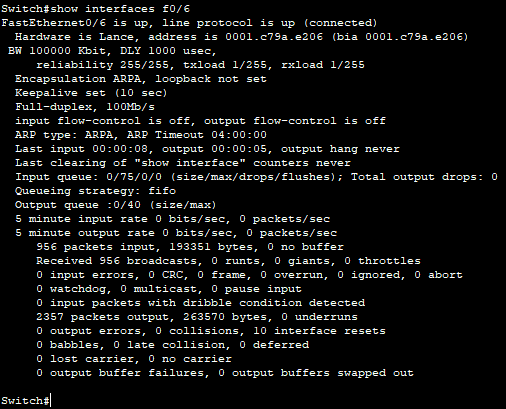 Switch#show interfaces f0/6
FastEthernet0/6 is up, line protocol is up (connected)
Hardware is Lance, address is 0001.c79a.e206 (bia 0001.c79a.e206)
BW 100000 Kbit, DLY 1000 usec,
reliability 255/255, txload 1/255, rxload 1/255
Encapsulation ARPA, loopback not set
Keepalive set (10 sec)
Full-duplex, 100Mb/s
input flow-control is off, output flow-control is off
ARP type: ARPA, ARP Timeout 04:00:00
Last input 00:00:08, output 00:00:05, output hang never
Last clearing of "show interface" counters never
Input queue: 0/75/0/0 (size/max/drops/flushes); Total output drops: 0
Queueing strategy: fifo
Output queue :0/40 (size/max)
5 minute input rate 0 bits/sec, 0 packets/sec
5 minute output rate 0 bits/sec, 0 packets/sec
956 packets input, 193351 bytes, 0 no buffer
Received 956 broadcasts, 0 runts, 0 giants, 0 throttles
0 input errors, 0 CRC, 0 frame, 0 overrun, 0 ignored, 0 abort
0 watchdog, 0 multicast, 0 pause input
0 input packets with dribble condition detected
2357 packets output, 263570 bytes, 0 underruns
0 output errors, 0 collisions, 10 interface resets
0 babbles, 0 late collision, 0 deferred
0 lost carrier, 0 no carrier
0 output buffer failures, 0 output buffers swapped out
Switch#